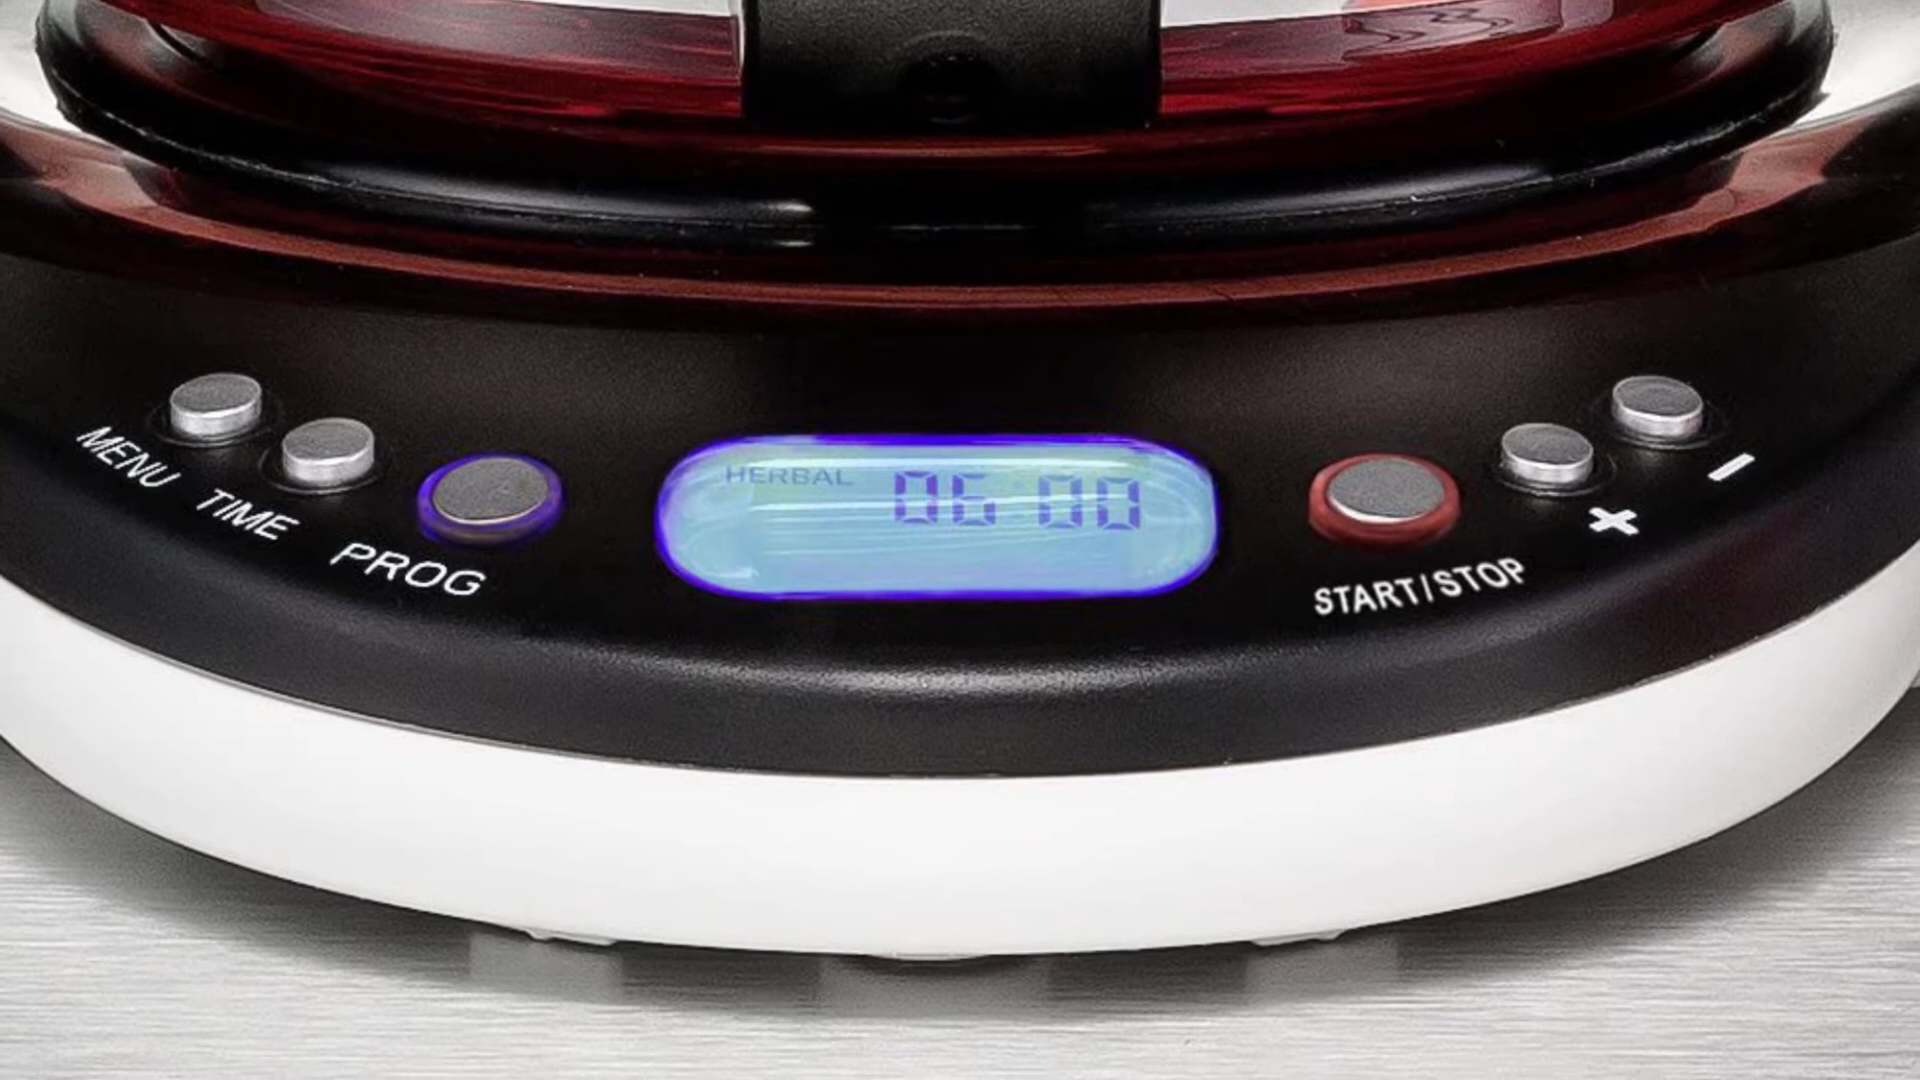 HERBAL 06 00
MENU
TIME
PROG
START/STOP
+
-